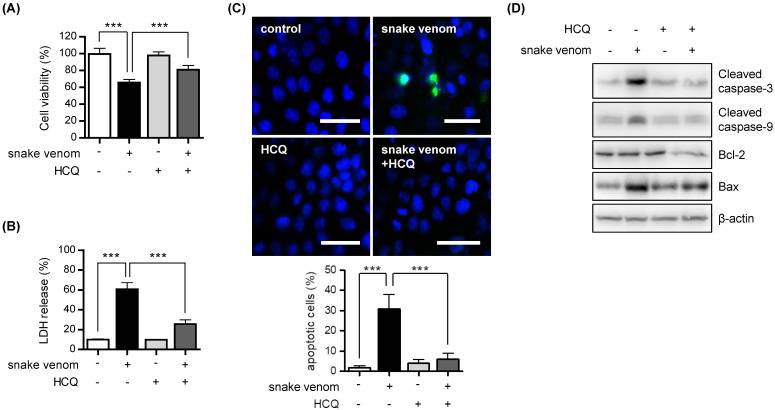 (A)
***
***
Cell viability (%)
120
100
80
60
40
20
0
snake venom - + - +
HCQ - - + +
(B)
***
***
LDH release (%)
100
80
60
40
20
0
snake venom - + - +
HCQ - - + +
(C)
control
snake venom
HCQ
snake venom
+HCQ
***
***
apoptotic cells (%)
50
40
30
20
10
0
snake venom - + - +
HCQ - - + +
(D)
HCQ - - + +
snake venom - + - +
Cleaved
caspase-3
Cleaved
caspase-9
Bcl-2
Bax
β-actin